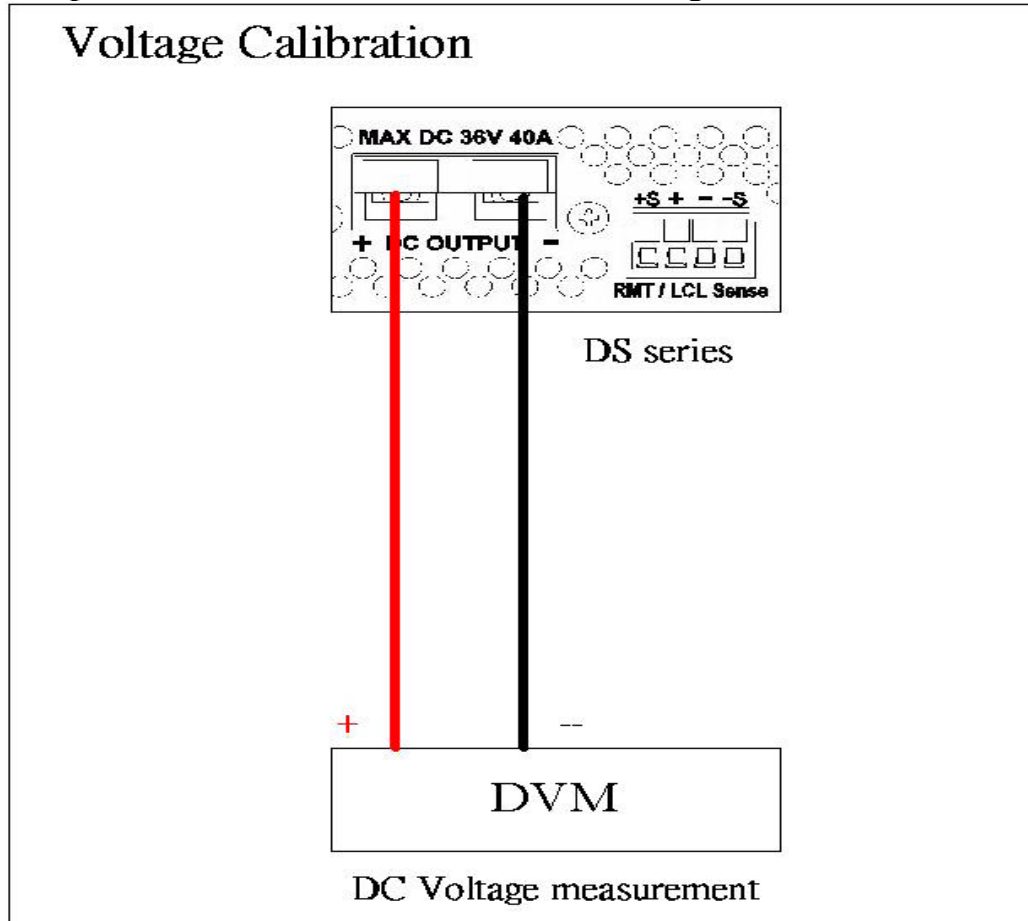 Voltage Calibration
MAX DC 36V 40A
+S + - -S
+ DC OUTPUT -
RMT / LCL Sense
DS series
+ --
DVM
DC Voltage measurement